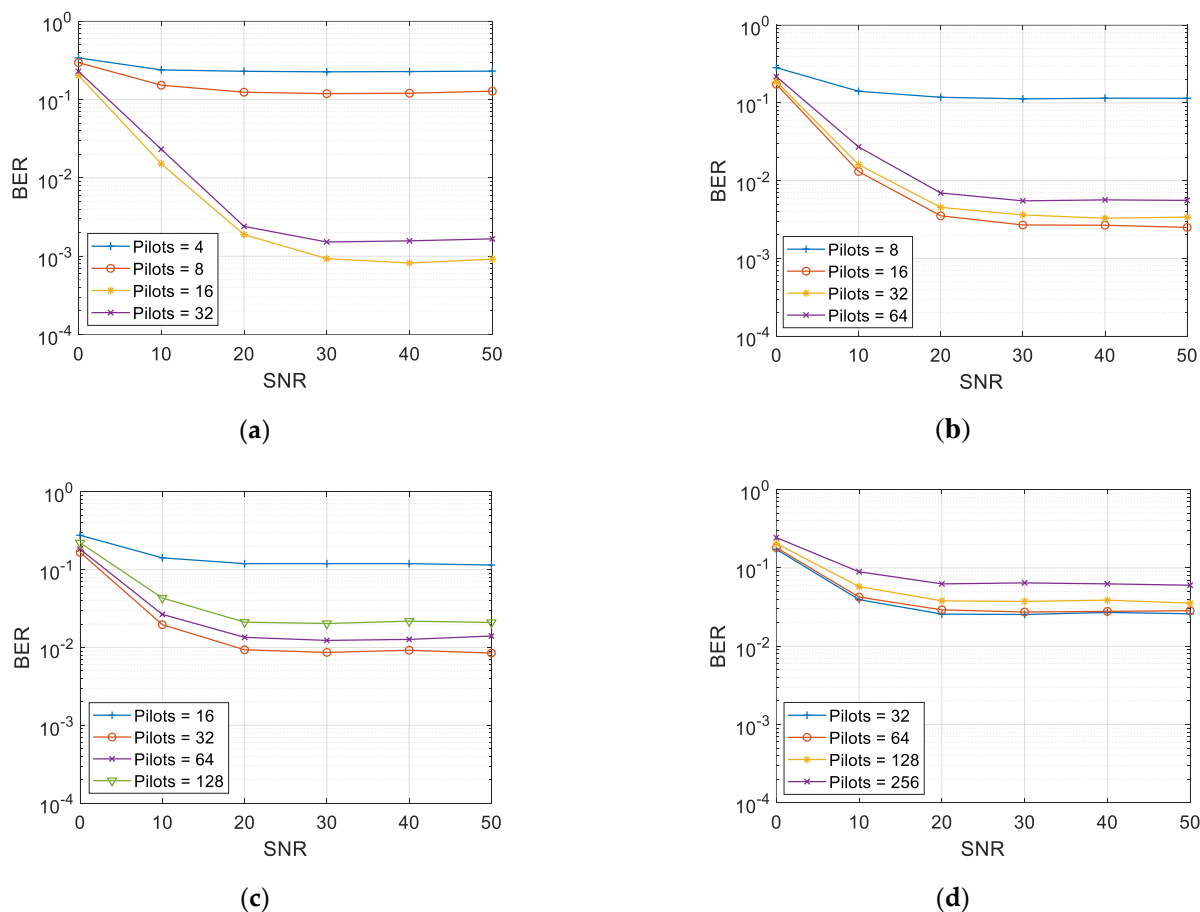 10^0
10^-1
10^-2
10^-3
10^-4
BER
Pilots = 4
Pilots = 8
Pilots = 16
Pilots = 32
0 10 20 30 40 50
SNR
(a)
10^0
10^-1
10^-2
10^-3
10^-4
BER
Pilots = 8
Pilots = 16
Pilots = 32
Pilots = 64
0 10 20 30 40 50
SNR
(b)
10^0
10^-1
10^-2
10^-3
10^-4
BER
Pilots = 16
Pilots = 32
Pilots = 64
Pilots = 128
0 10 20 30 40 50
SNR
(c)
10^0
10^-1
10^-2
10^-3
10^-4
BER
Pilots = 32
Pilots = 64
Pilots = 128
Pilots = 256
0 10 20 30 40 50
SNR
(d)